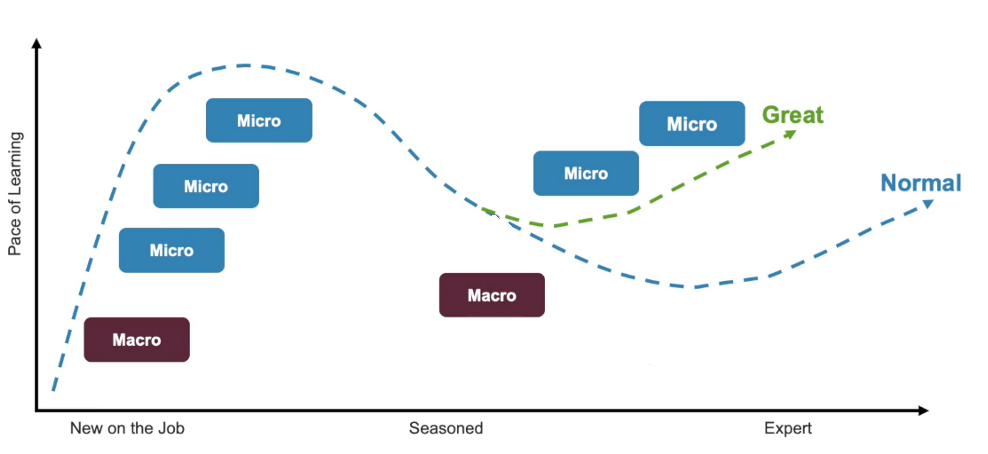 Great
Micro
Micro
Micro
Normal
Micro
Micro
Macro
Macro
Pace of Learning
New on the Job
Seasoned
Expert